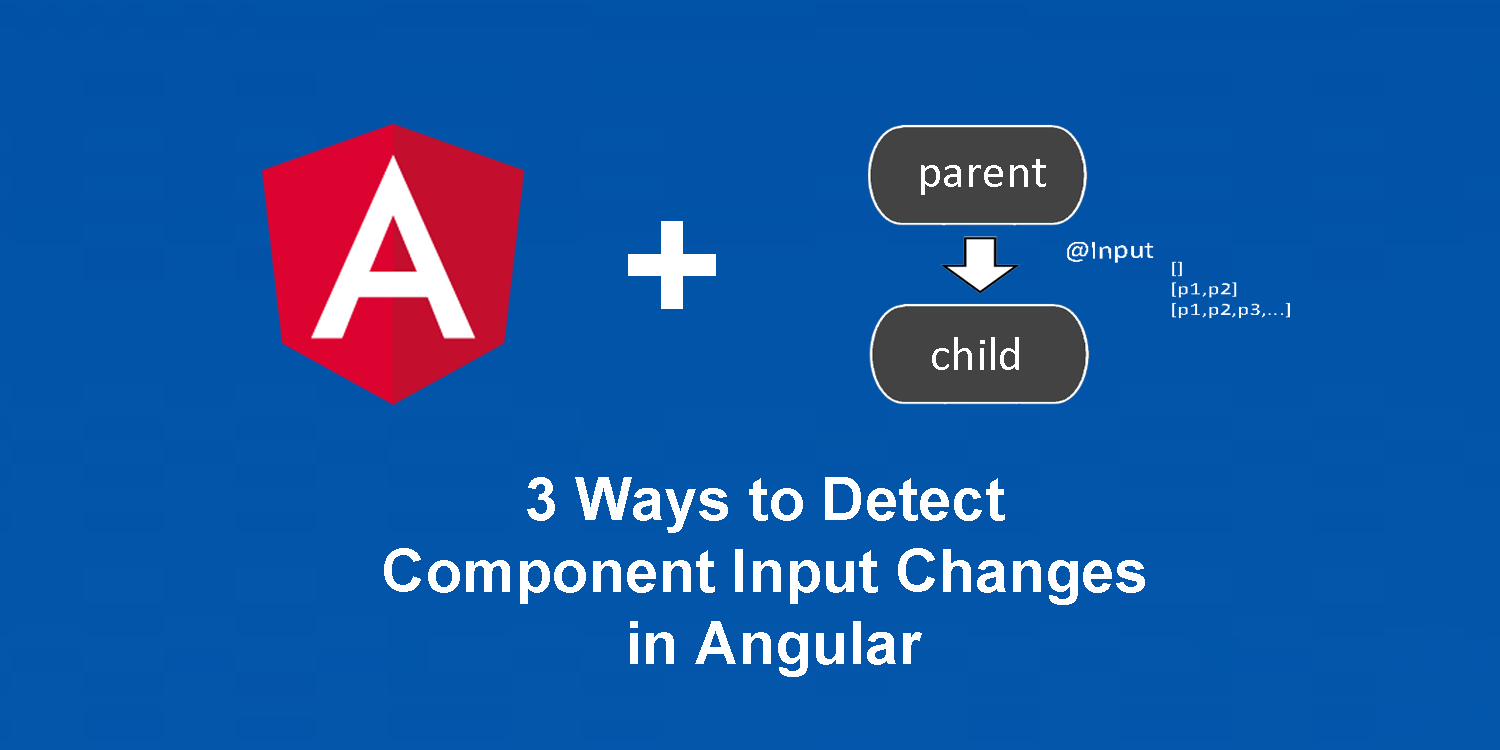 A
parent
@Input
[]
[p1,p2]
[p1,p2,p3,...]
child
3 Ways to Detect
Component Input Changes
in Angular